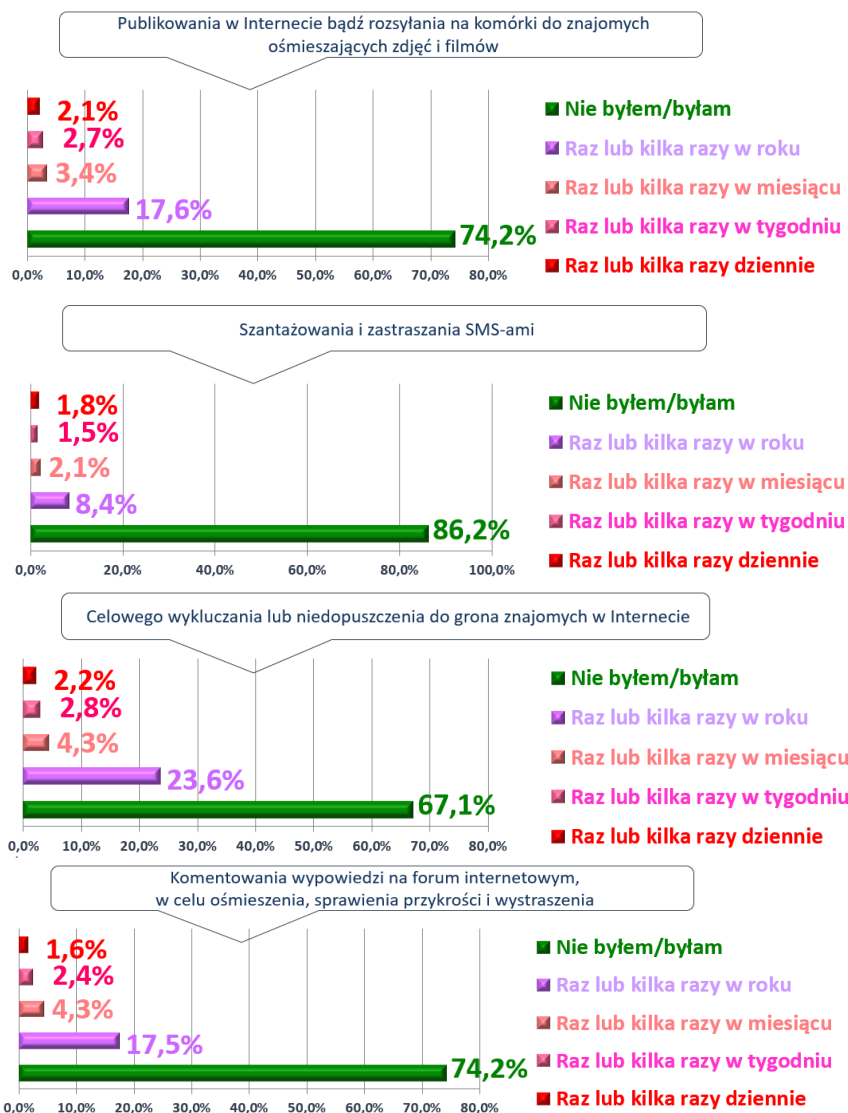 Publikowania w Internecie bądź rozsyłania na komórki do znajomych
ośmieszających zdjęć i filmów
2,1%
2,7%
3,4%
17,6%
74,2%
0,0% 10,0% 20,0% 30,0% 40,0% 50,0% 60,0% 70,0% 80,0%
Nie byłem/byłam
Raz lub kilka razy w roku
Raz lub kilka razy w miesiącu
Raz lub kilka razy w tygodniu
Raz lub kilka razy dziennie
Szantażowania i zastraszania SMS-ami
1,8%
1,5%
2,1%
8,4%
86,2%
0,0% 20,0% 40,0% 60,0% 80,0% 100,0%
Nie byłem/byłam
Raz lub kilka razy w roku
Raz lub kilka razy w miesiącu
Raz lub kilka razy w tygodniu
Raz lub kilka razy dziennie
Celowego wykluczania lub niedopuszczenia do grona znajomych w Internecie
2,2%
2,8%
4,3%
23,6%
67,1%
0,0% 10,0% 20,0% 30,0% 40,0% 50,0% 60,0% 70,0% 80,0%
Nie byłem/byłam
Raz lub kilka razy w roku
Raz lub kilka razy w miesiącu
Raz lub kilka razy w tygodniu
Raz lub kilka razy dziennie
Komentowania wypowiedzi na forum internetowym,
w celu ośmieszenia, sprawienia przykrości i wystraszenia
1,6%
2,4%
4,3%
17,5%
74,2%
0,0% 10,0% 20,0% 30,0% 40,0% 50,0% 60,0% 70,0% 80,0%
Nie byłem/byłam
Raz lub kilka razy w roku
Raz lub kilka razy w miesiącu
Raz lub kilka razy w tygodniu
Raz lub kilka razy dziennie